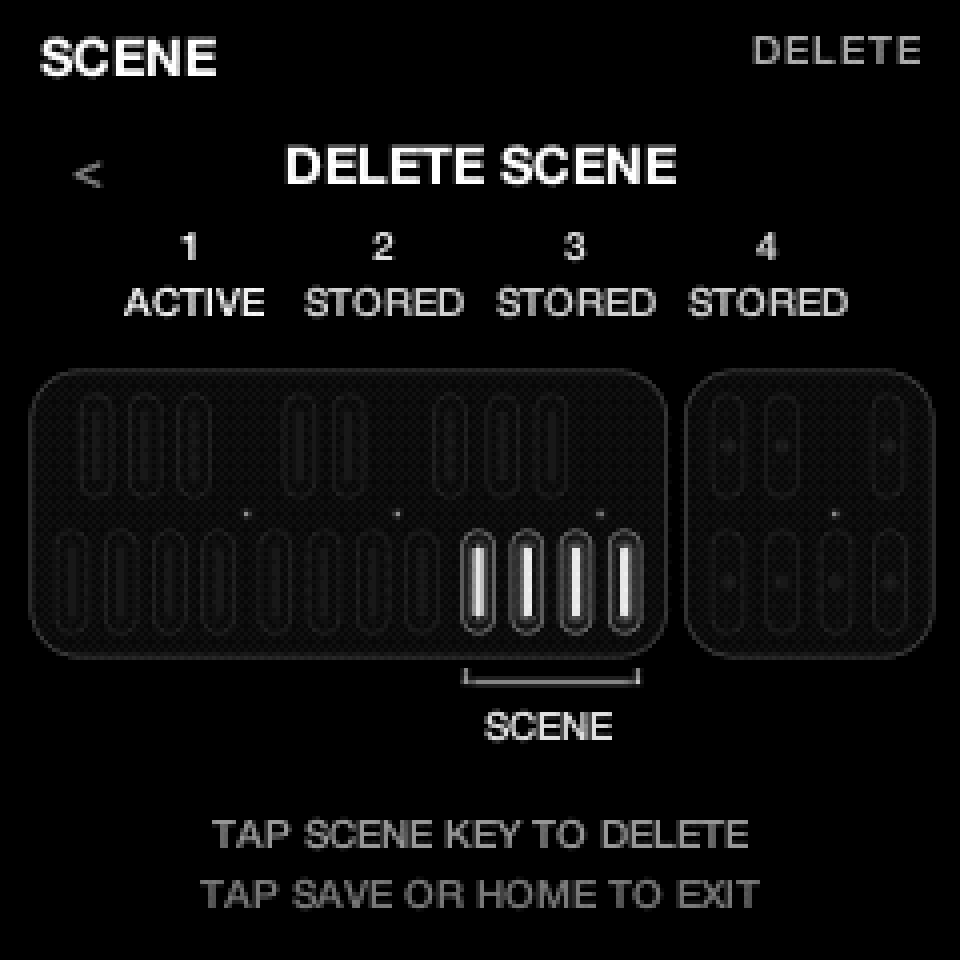 SCENE
DELETE
< DELETE SCENE
1 2 3 4
ACTIVE STORED STORED STORED
SCENE
TAP SCENE KEY TO DELETE
TAP SAVE OR HOME TO EXIT